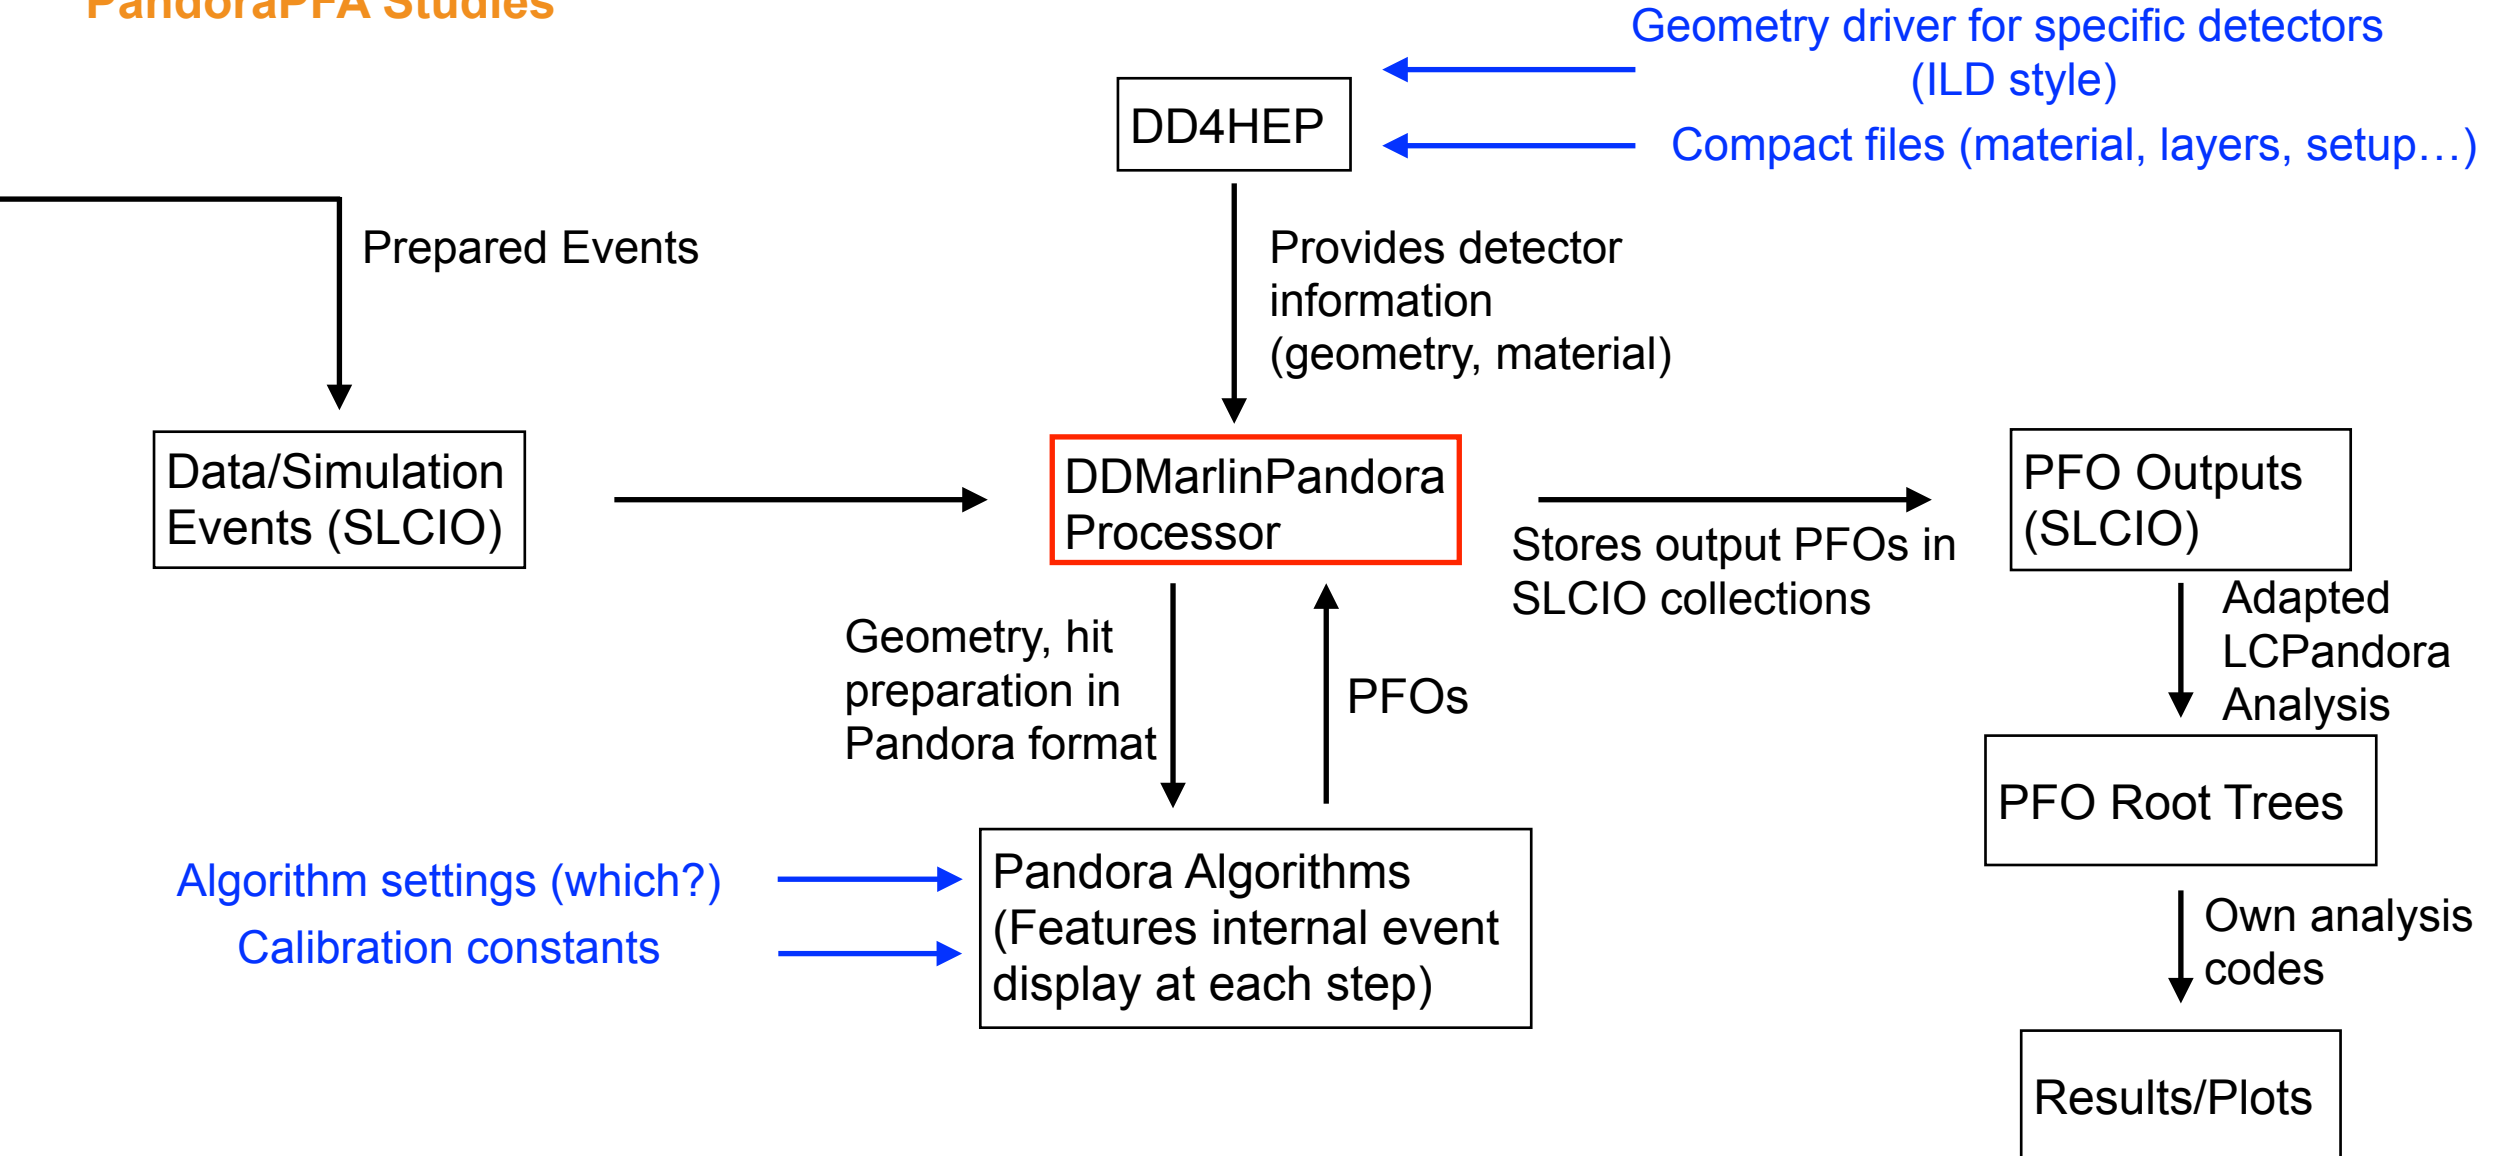 PandoraPFA Studies
Geometry driver for specific detectors
(ILD style)
DD4HEP
Compact files (material, layers, setup…)
Prepared Events
Provides detector
information
(geometry, material)
Data/Simulation
Events (SLCIO)
DDMarlinPandora
Processor
PFO Outputs
(SLCIO)
Stores output PFOs in
SLCIO collections
Adapted
LCPandora
Analysis
Geometry, hit
preparation in
Pandora format
PFOs
PFO Root Trees
Algorithm settings (which?)
Calibration constants
Pandora Algorithms
(Features internal event
display at each step)
Own analysis
codes
Results/Plots